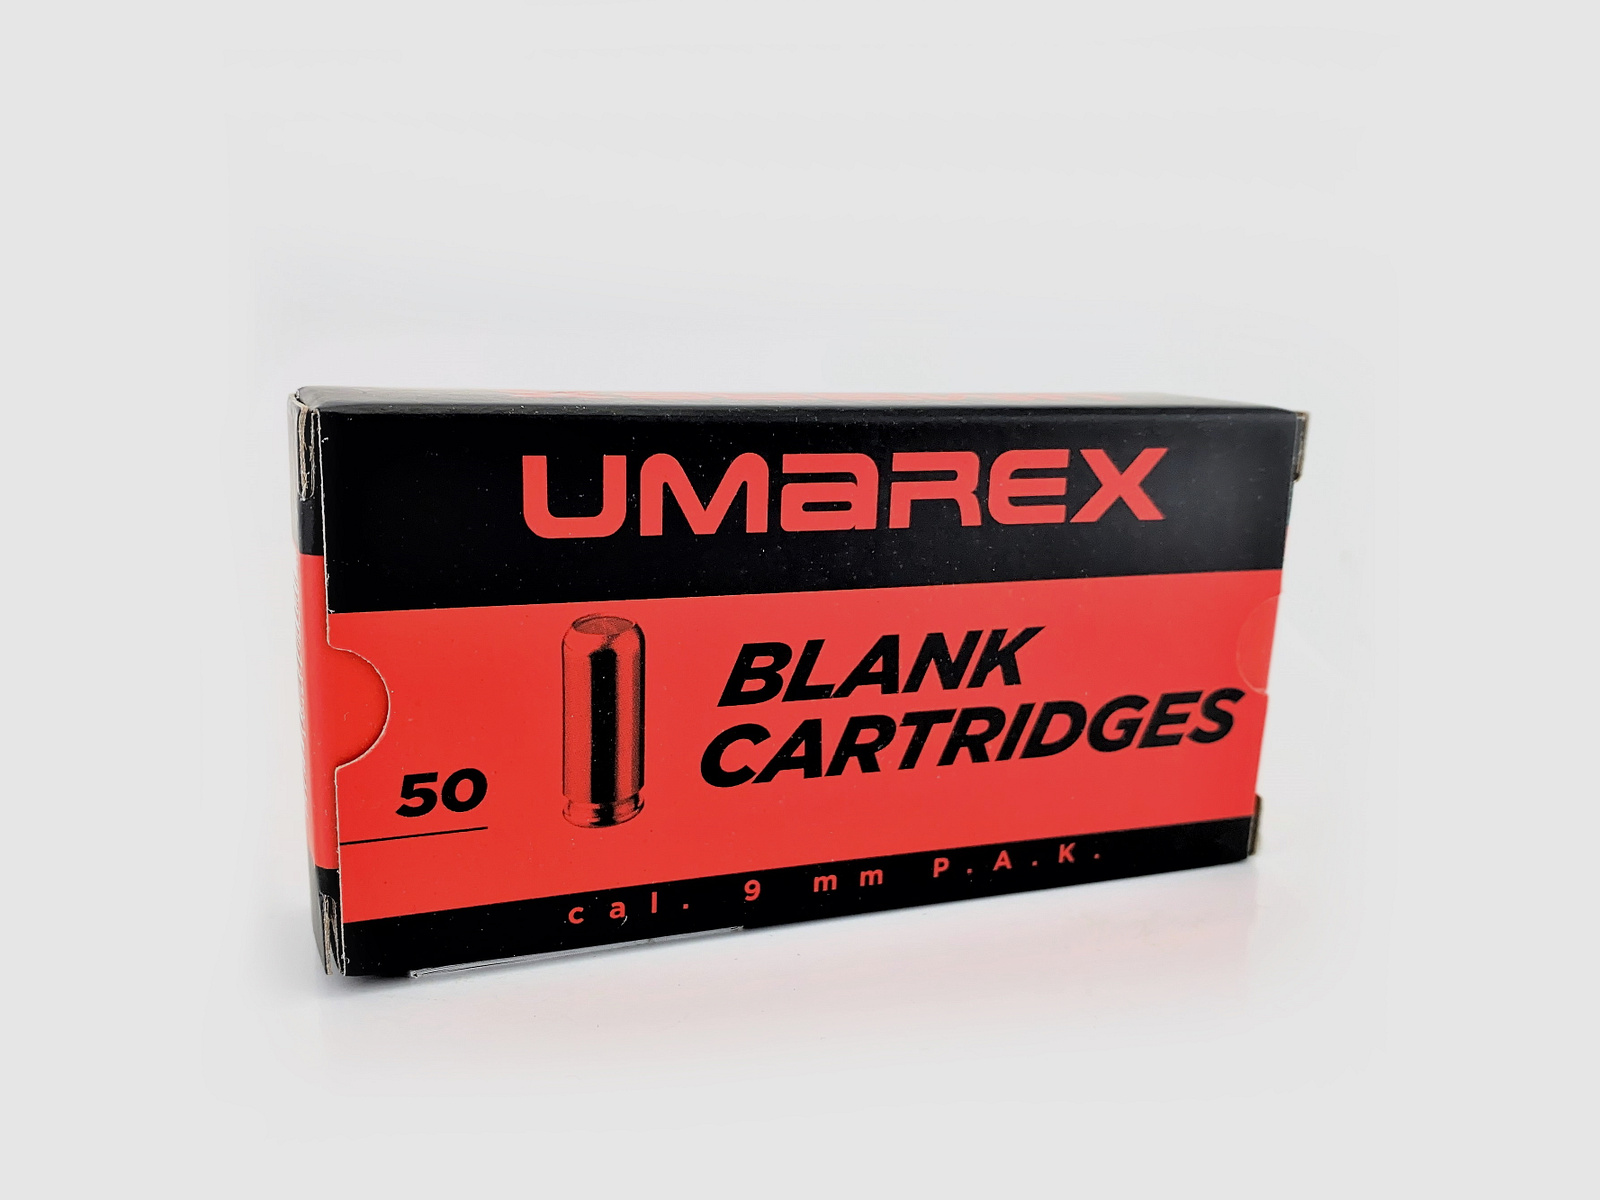 UMAREX
BLANK
CARTRIDGES
50
cal. 9 mm P.A.K.